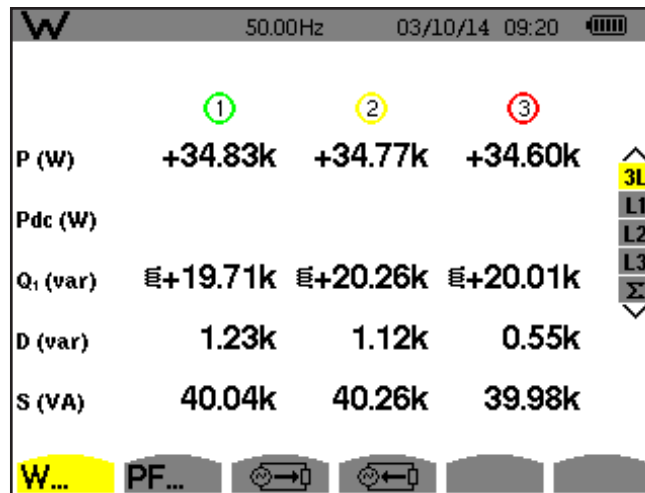 W 50.00Hz 03/10/14 09:20
1 2 3
P (W) +34.83k +34.77k +34.60k
3L
L1
Pdc (W)
L2
L3
Q₁ (var) +19.71k +20.26k +20.01k
Σ
D (var) 1.23k 1.12k 0.55k
S (VA) 40.04k 40.26k 39.98k
W... PF...